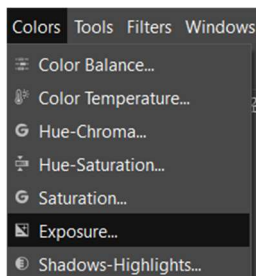 Colors Tools Filters Windows
Color Balance...
Color Temperature...
Hue-Chroma...
Hue-Saturation...
Saturation...
Exposure...
Shadows-Highlights...